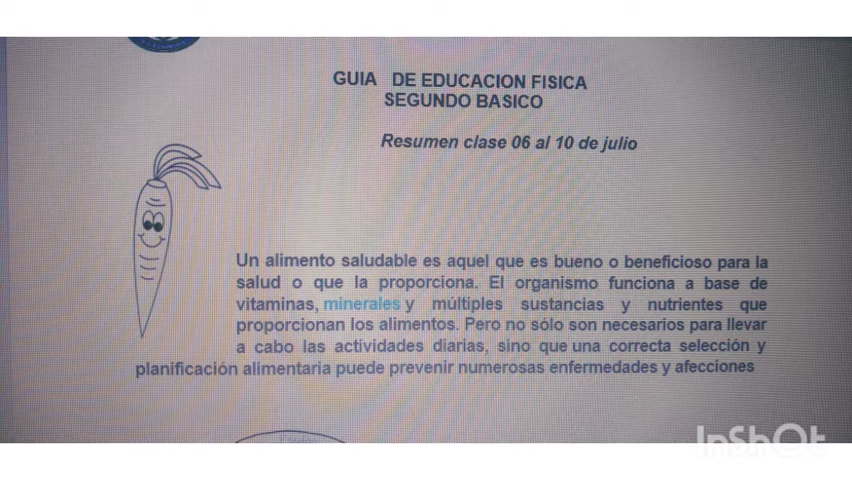 GUIA DE EDUCACION FISICA
SEGUNDO BASICO
Resumen clase 06 al 10 de julio
Un alimento saludable es aquel que es bueno o beneficioso para la
salud o que la proporciona. El organismo funciona a base de
vitaminas, minerales y múltiples sustancias y nutrientes que
proporcionan los alimentos. Pero no sólo son necesarios para llevar
a cabo las actividades diarias, sino que una correcta selección y
planificación alimentaria puede prevenir numerosas enfermedades y afecciones
InShOt